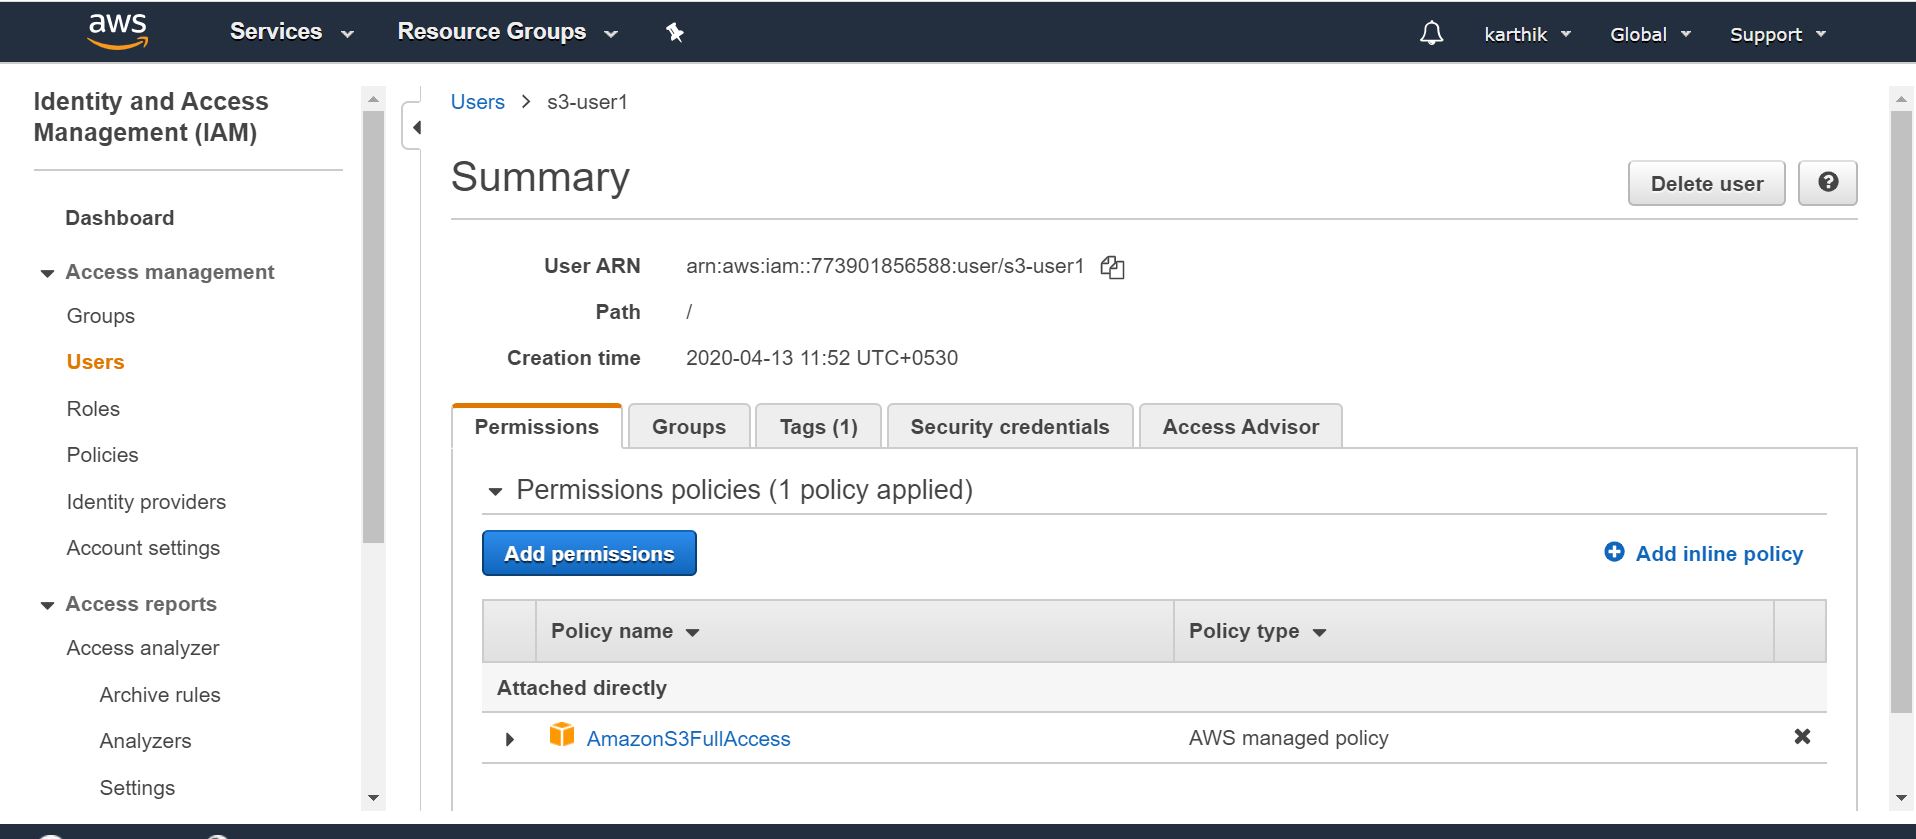 aws Services Resource Groups karthik Global Support
Identity and Access
Management (IAM)
Dashboard
Access management
Groups
Users
Roles
Policies
Identity providers
Account settings
Access reports
Access analyzer
Archive rules
Analyzers
Settings
Users > s3-user1
Summary
Delete user ?
User ARN arn:aws:iam::773901856588:user/s3-user1
Path /
Creation time 2020-04-13 11:52 UTC+0530
Permissions Groups Tags (1) Security credentials Access Advisor
Permissions policies (1 policy applied)
Add permissions Add inline policy
Policy name Policy type
Attached directly
AmazonS3FullAccess AWS managed policy